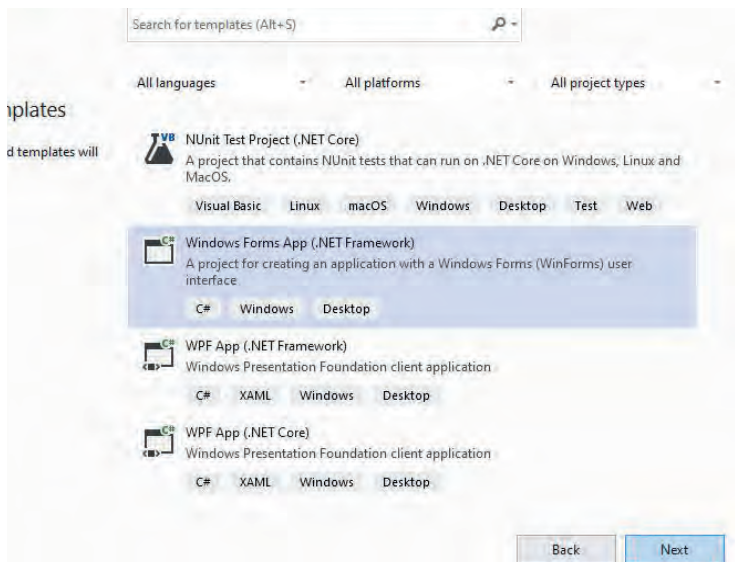 Search for templates (Alt+S)
All languages All platforms All project types
nplates
d templates will
VB
NUnit Test Project (.NET Core)
A project that contains NUnit tests that can run on .NET Core on Windows, Linux and
MacOS.
Visual Basic Linux macOS Windows Desktop Test Web
C#
Windows Forms App (.NET Framework)
A project for creating an application with a Windows Forms (WinForms) user
interface
C# Windows Desktop
C#
WPF App (.NET Framework)
Windows Presentation Foundation client application
C# XAML Windows Desktop
C#
WPF App (.NET Core)
Windows Presentation Foundation client application
C# XAML Windows Desktop
Back Next